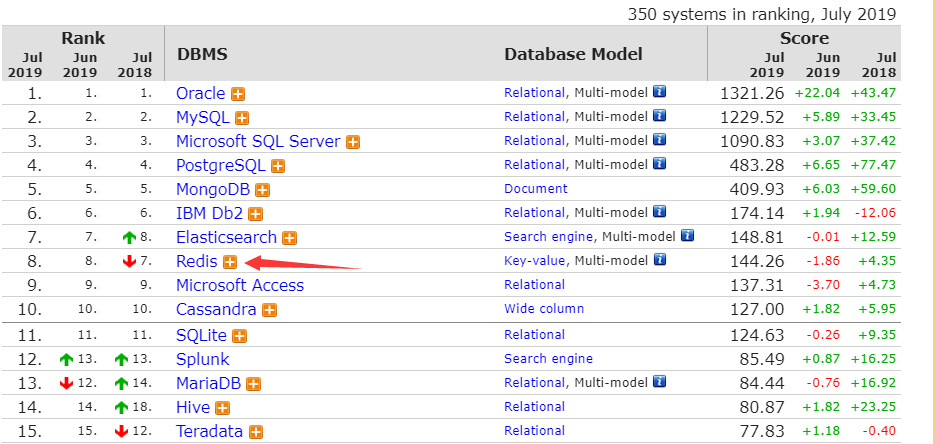 350 systems in ranking, July 2019
Rank DBMS Database Model Score
Jul 2019 Jun 2019 Jul 2018 Jul 2019 Jun 2019 Jul 2018
1. 1. 1. Oracle Relational, Multi-model 1321.26 +22.04 +43.47
2. 2. 2. MySQL Relational, Multi-model 1229.52 +5.89 +33.45
3. 3. 3. Microsoft SQL Server Relational, Multi-model 1090.83 +3.07 +37.42
4. 4. 4. PostgreSQL Relational, Multi-model 483.28 +6.65 +77.47
5. 5. 5. MongoDB Document 409.93 +6.03 +59.60
6. 6. 6. IBM Db2 Relational, Multi-model 174.14 +1.94 -12.06
7. 7. 8. Elasticsearch Search engine, Multi-model 148.81 -0.01 +12.59
8. 8. 7. Redis Key-value, Multi-model 144.26 -1.86 +4.35
9. 9. 9. Microsoft Access Relational 137.31 -3.70 +4.73
10. 10. 10. Cassandra Wide column 127.00 +1.82 +5.95
11. 11. 11. SQLite Relational 124.63 -0.26 +9.35
12. 13. 13. Splunk Search engine 85.49 +0.87 +16.25
13. 12. 14. MariaDB Relational, Multi-model 84.44 -0.76 +16.92
14. 14. 18. Hive Relational 80.87 +1.82 +23.25
15. 15. 12. Teradata Relational 77.83 +1.18 -0.40